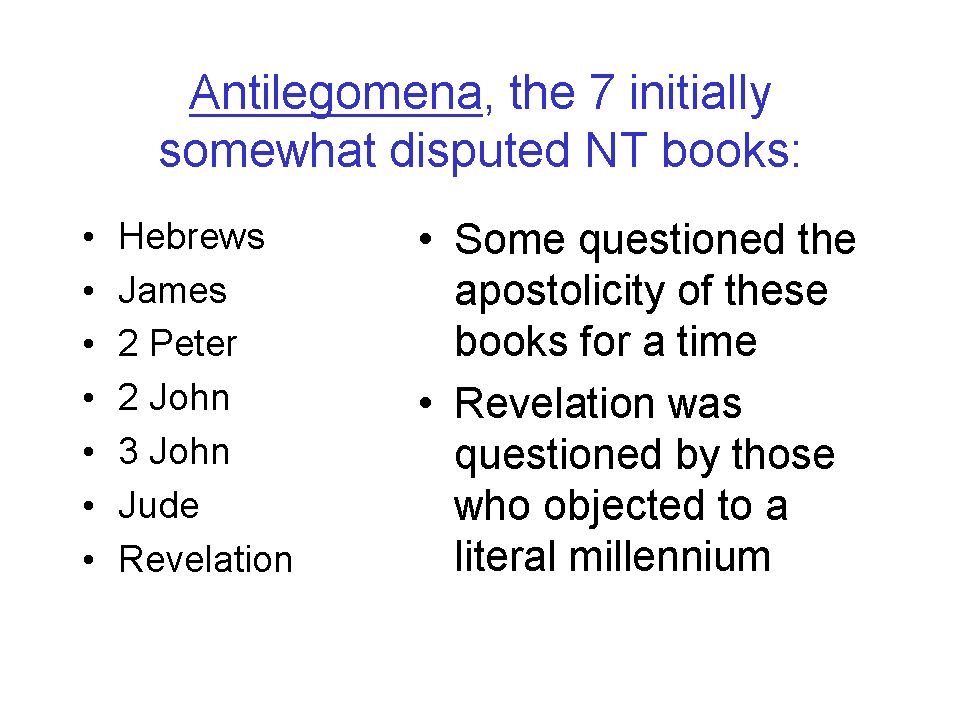 Antilegomena, the 7 initially
somewhat disputed NT books:
• Hebrews
• James
• 2 Peter
• 2 John
• 3 John
• Jude
• Revelation
• Some questioned the
apostolicity of these
books for a time
• Revelation was
questioned by those
who objected to a
literal millennium